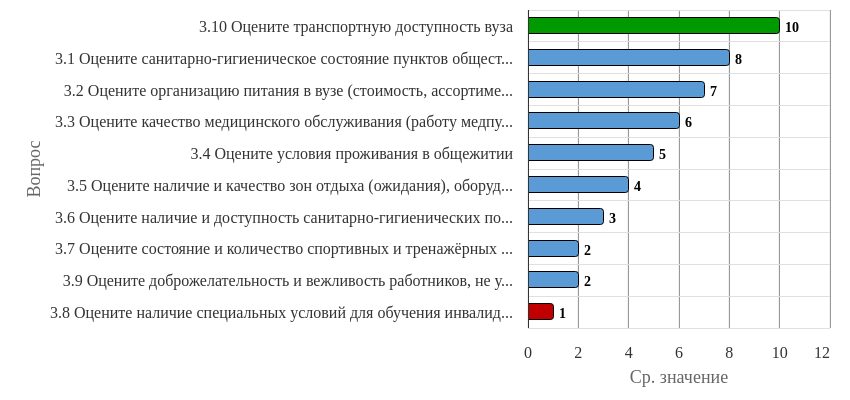 3.10 Оцените транспортную доступность вуза 10
3.1 Оцените санитарно-гигиеническое состояние пунктов общест... 8
3.2 Оцените организацию питания в вузе (стоимость, ассортиме... 7
3.3 Оцените качество медицинского обслуживания (работу медпу... 6
3.4 Оцените условия проживания в общежитии 5
3.5 Оцените наличие и качество зон отдыха (ожидания), оборуд... 4
3.6 Оцените наличие и доступность санитарно-гигиенических по... 3
3.7 Оцените состояние и количество спортивных и тренажёрных ... 2
3.9 Оцените доброжелательность и вежливость работников, не у... 2
3.8 Оцените наличие специальных условий для обучения инвалид... 1
Вопрос
0 2 4 6 8 10 12
Ср. значение